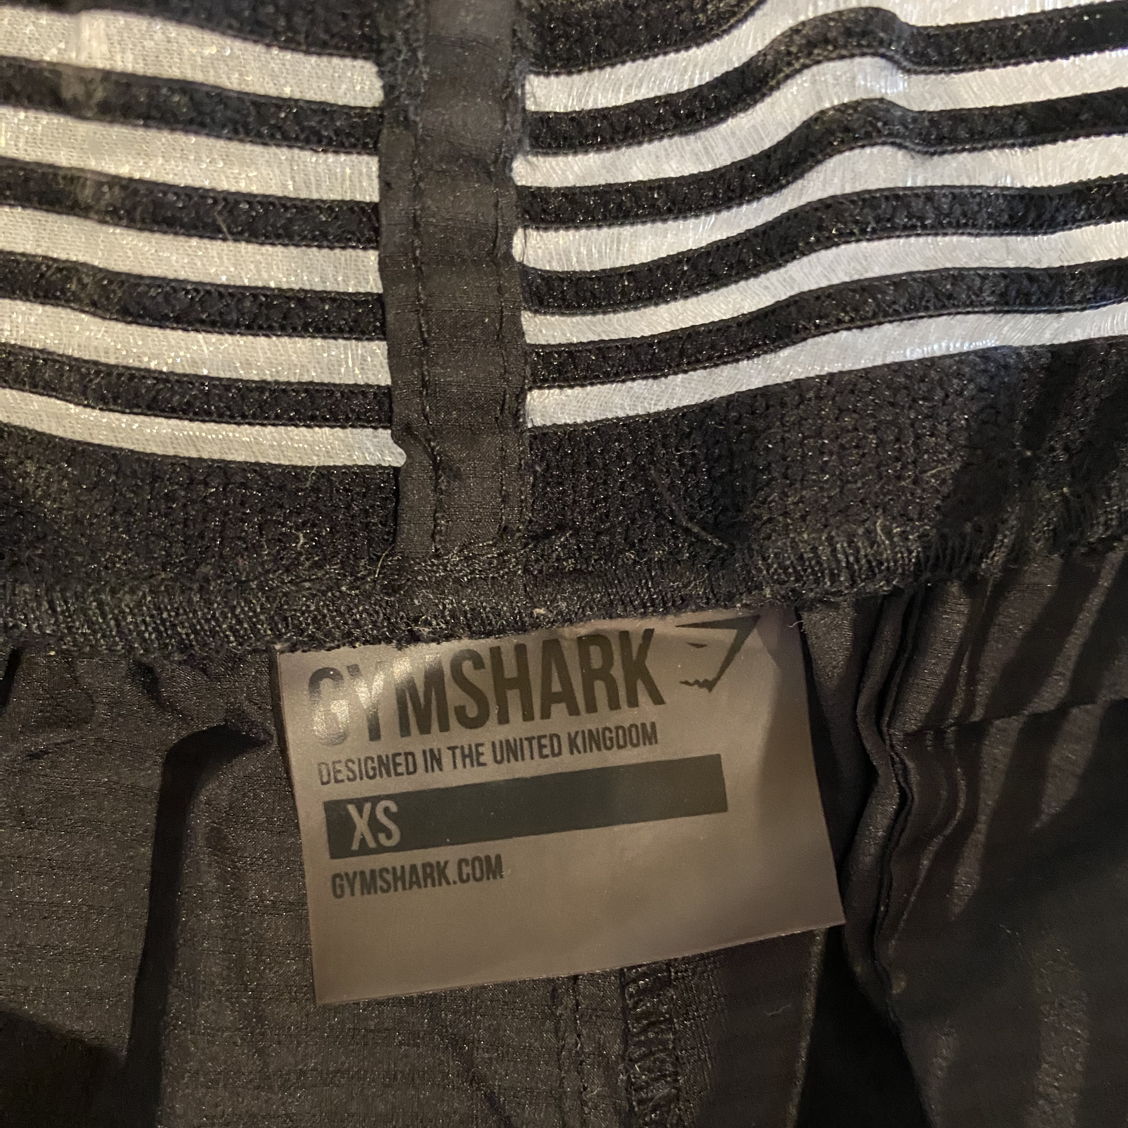 GYMSHARK
DESIGNED IN THE UNITED KINGDOM
XS
GYMSHARK.COM